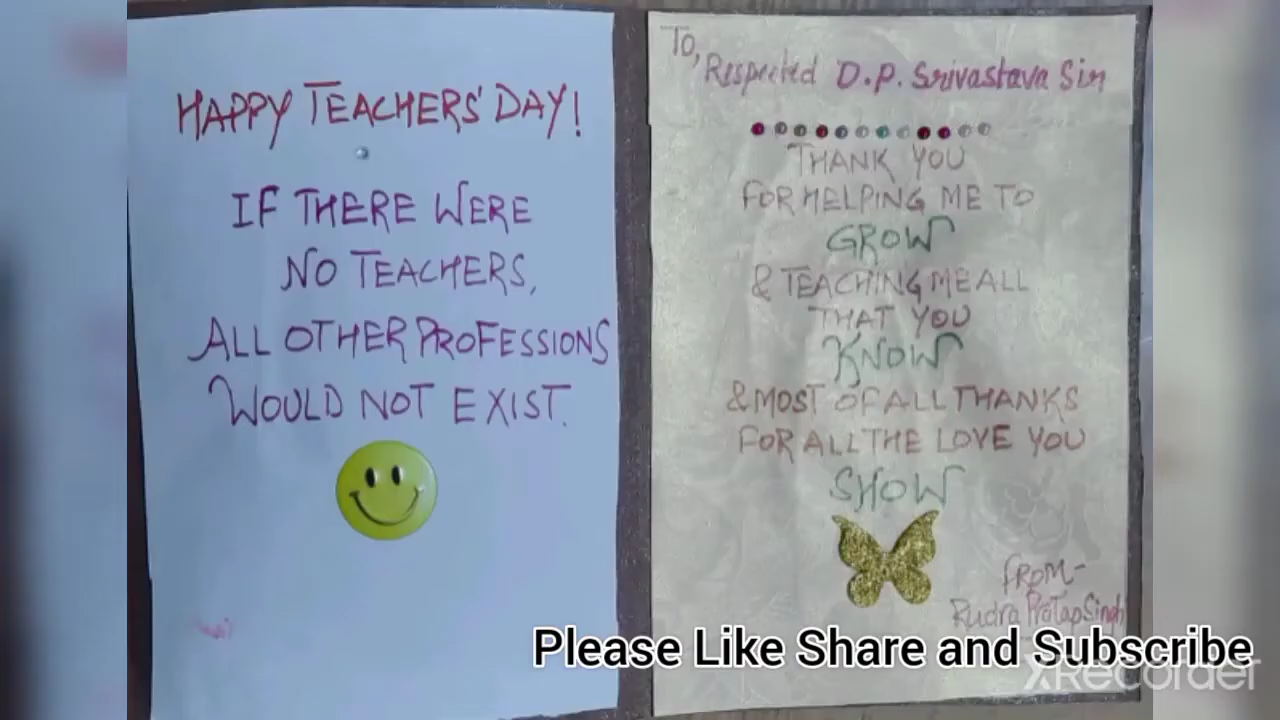 HAPPY TEACHERS' DAY!
IF THERE WERE
NO TEACHERS,
ALL OTHER PROFESSIONS
WOULD NOT EXIST.
To,
Respected D.P. Srivastava Sir
THANK YOU
FOR HELPING ME TO
GROW
& TEACHING ME ALL
THAT YOU
KNOW
& MOST OF ALL THANKS
FOR ALL THE LOVE YOU
SHOW
FROM-
Rudra Pratap Singh
Please Like Share and Subscribe
XRecorder